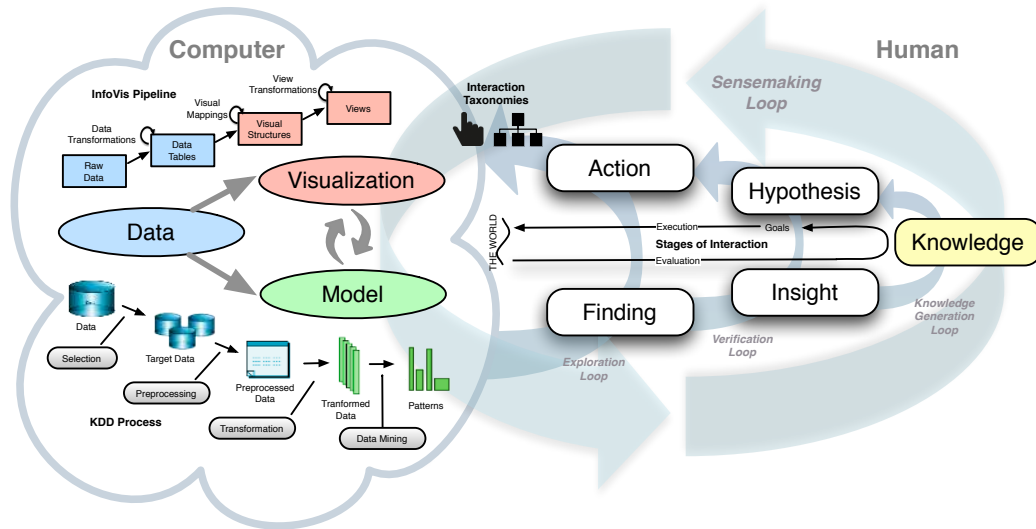 Computer
Human
InfoVis Pipeline
Raw
Data
Data
Transformations
Data
Tables
Visual
Mappings
Visual
Structures
View
Transformations
Views
Visualization
Data
Model
Data
Selection
Target Data
Preprocessing
Preprocessed
Data
Transformation
Tranformed
Data
Data Mining
Patterns
KDD Process
Interaction
Taxonomies
Sensemaking
Loop
Action
Hypothesis
Knowledge
THE WORLD
Execution
Goals
Stages of Interaction
Evaluation
Finding
Insight
Exploration
Loop
Verification
Loop
Knowledge
Generation
Loop